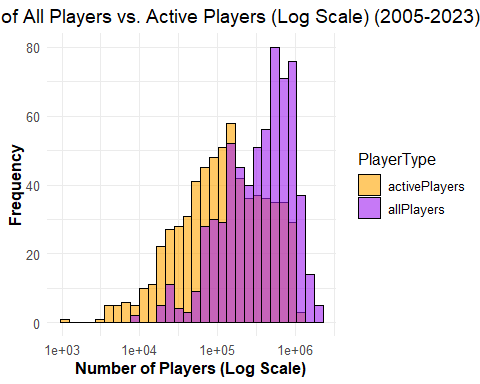 of All Players vs. Active Players (Log Scale) (2005-2023)
80
60
40
20
0
Frequency
1e+03 1e+04 1e+05 1e+06
Number of Players (Log Scale)
PlayerType
activePlayers
allPlayers